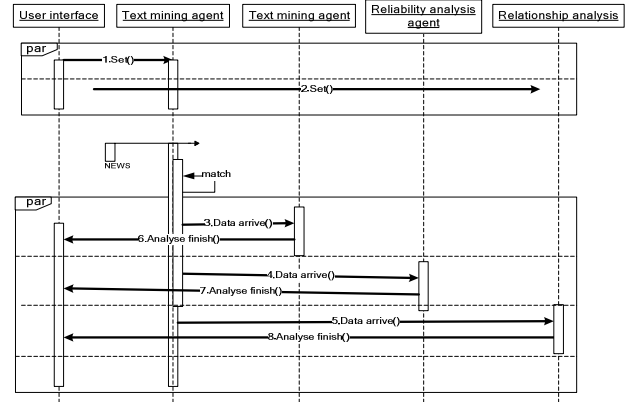 User interface
Text mining agent
Text mining agent
Reliability analysis
agent
Relationship analysis
par
1.Set()
2.Set()
NEWS
match
par
3.Data arrive()
6.Analyse finish()
4.Data arrive()
7.Analyse finish()
5.Data arrive()
8.Analyse finish()